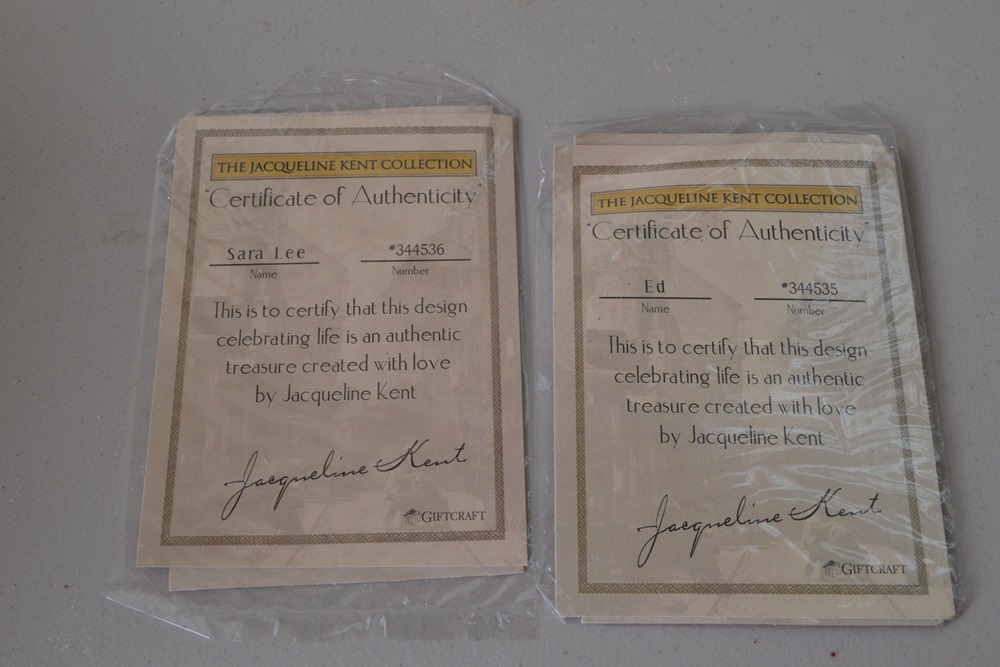 THE JACQUELINE KENT COLLECTION
"Certificate of Authenticity"
Sara Lee #344536
Name Number
This is to certify that this design
celebrating life is an authentic
treasure created with love
by Jacqueline Kent
Jacqueline Kent
GIFTCRAFT
THE JACQUELINE KENT COLLECTION
"Certificate of Authenticity"
Ed #344535
Name Number
This is to certify that this design
celebrating life is an authentic
treasure created with love
by Jacqueline Kent
Jacqueline Kent
GIFTCRAFT